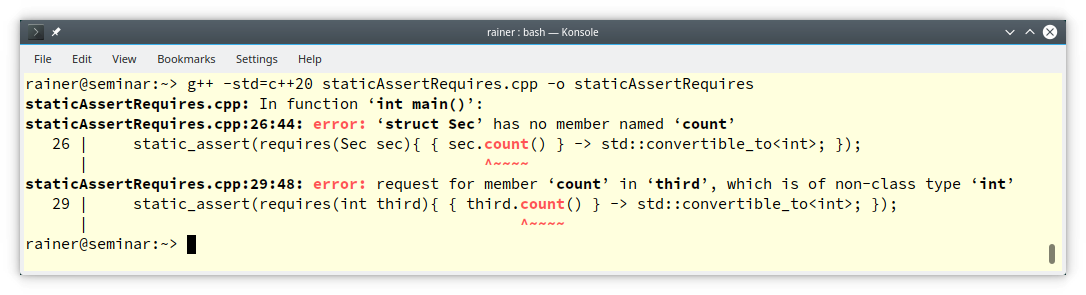 rainer : bash — Konsole
File Edit View Bookmarks Settings Help
rainer@seminar:~> g++ -std=c++20 staticAssertRequires.cpp -o staticAssertRequires
staticAssertRequires.cpp: In function ‘int main()’:
staticAssertRequires.cpp:26:44: error: ‘struct Sec’ has no member named ‘count’
   26 |     static_assert(requires(Sec sec){ { sec.count() } -> std::convertible_to<int>; });
      |                                            ^~~~~
staticAssertRequires.cpp:29:48: error: request for member ‘count’ in ‘third’, which is of non-class type ‘int’
   29 |     static_assert(requires(int third){ { third.count() } -> std::convertible_to<int>; });
      |                                                ^~~~~
rainer@seminar:~>